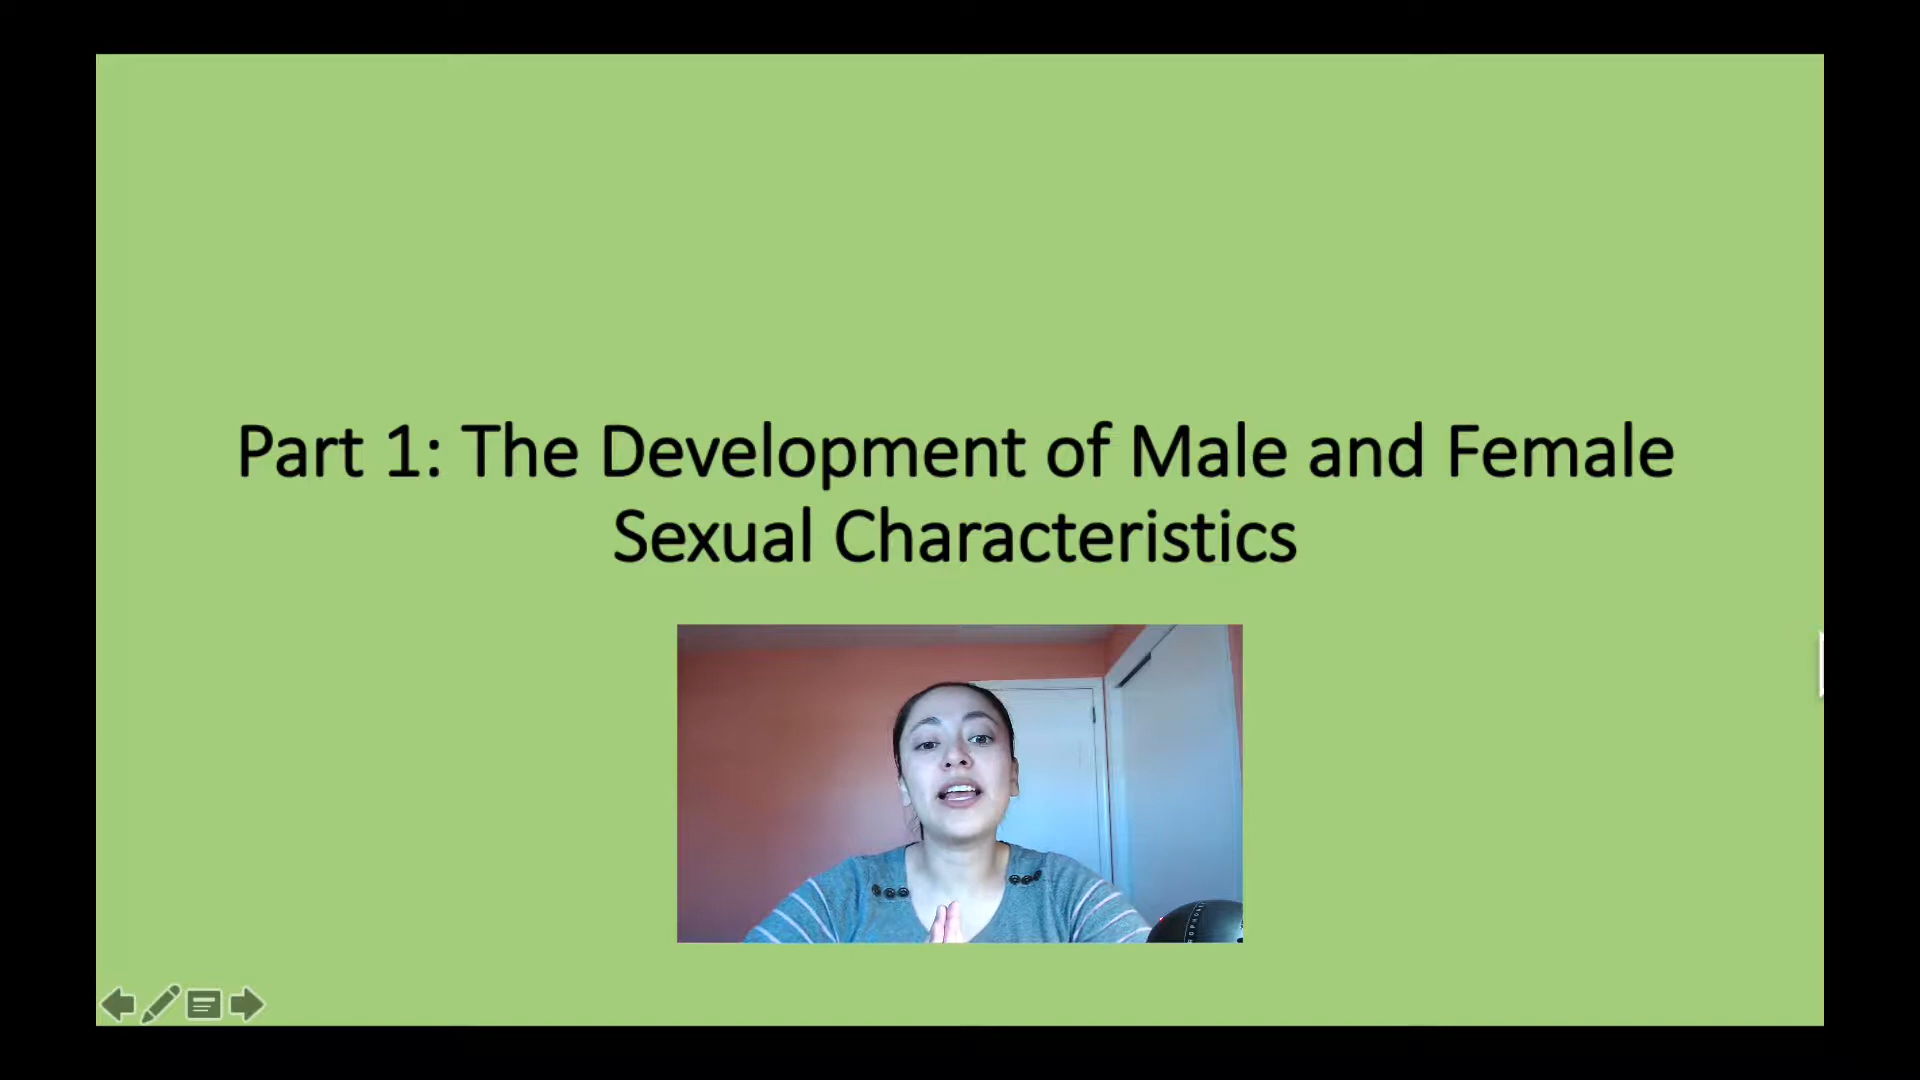 Part 1: The Development of Male and Female
Sexual Characteristics